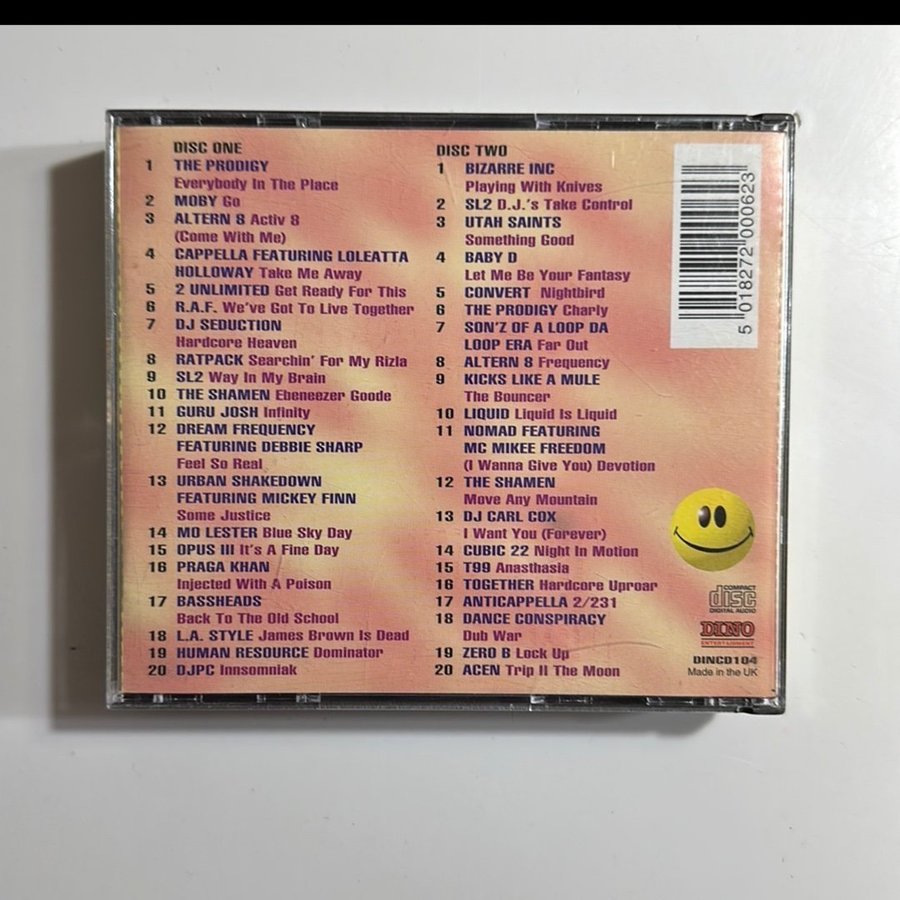 DISC ONE
1 THE PRODIGY
Everybody In The Place
2 MOBY Go
3 ALTERN 8 Activ 8
(Come With Me)
4 CAPPELLA FEATURING LOLEATTA
HOLLOWAY Take Me Away
5 2 UNLIMITED Get Ready For This
6 R.A.F. We've Got To Live Together
7 DJ SEDUCTION
Hardcore Heaven
8 RATPACK Searchin' For My Rizla
9 SL2 Way In My Brain
10 THE SHAMEN Ebeneezer Goode
11 GURU JOSH Infinity
12 DREAM FREQUENCY
FEATURING DEBBIE SHARP
Feel So Real
13 URBAN SHAKEDOWN
FEATURING MICKEY FINN
Some Justice
14 MO LESTER Blue Sky Day
15 OPUS III It's A Fine Day
16 PRAGA KHAN
Injected With A Poison
17 BASSHEADS
Back To The Old School
18 L.A. STYLE James Brown Is Dead
19 HUMAN RESOURCE Dominator
20 DJPC Innsomniak
DISC TWO
1 BIZARRE INC
Playing With Knives
2 SL2 D.J.'s Take Control
3 UTAH SAINTS
Something Good
4 BABY D
Let Me Be Your Fantasy
5 CONVERT Nightbird
6 THE PRODIGY Charly
7 SON'Z OF A LOOP DA
LOOP ERA Far Out
8 ALTERN 8 Frequency
9 KICKS LIKE A MULE
The Bouncer
10 LIQUID Liquid Is Liquid
11 NOMAD FEATURING
MC MIKEE FREEDOM
(I Wanna Give You) Devotion
12 THE SHAMEN
Move Any Mountain
13 DJ CARL COX
I Want You (Forever)
14 CUBIC 22 Night In Motion
15 T99 Anasthasia
16 TOGETHER Hardcore Uproar
17 ANTICAPPELLA 2/231
18 DANCE CONSPIRACY
Dub War
19 ZERO B Lock Up
20 ACEN Trip II The Moon
5 018272 000623
COMPACT
disc
DIGITAL AUDIO
DINO
ENTERTAINMENT
DINCD104
Made in the UK